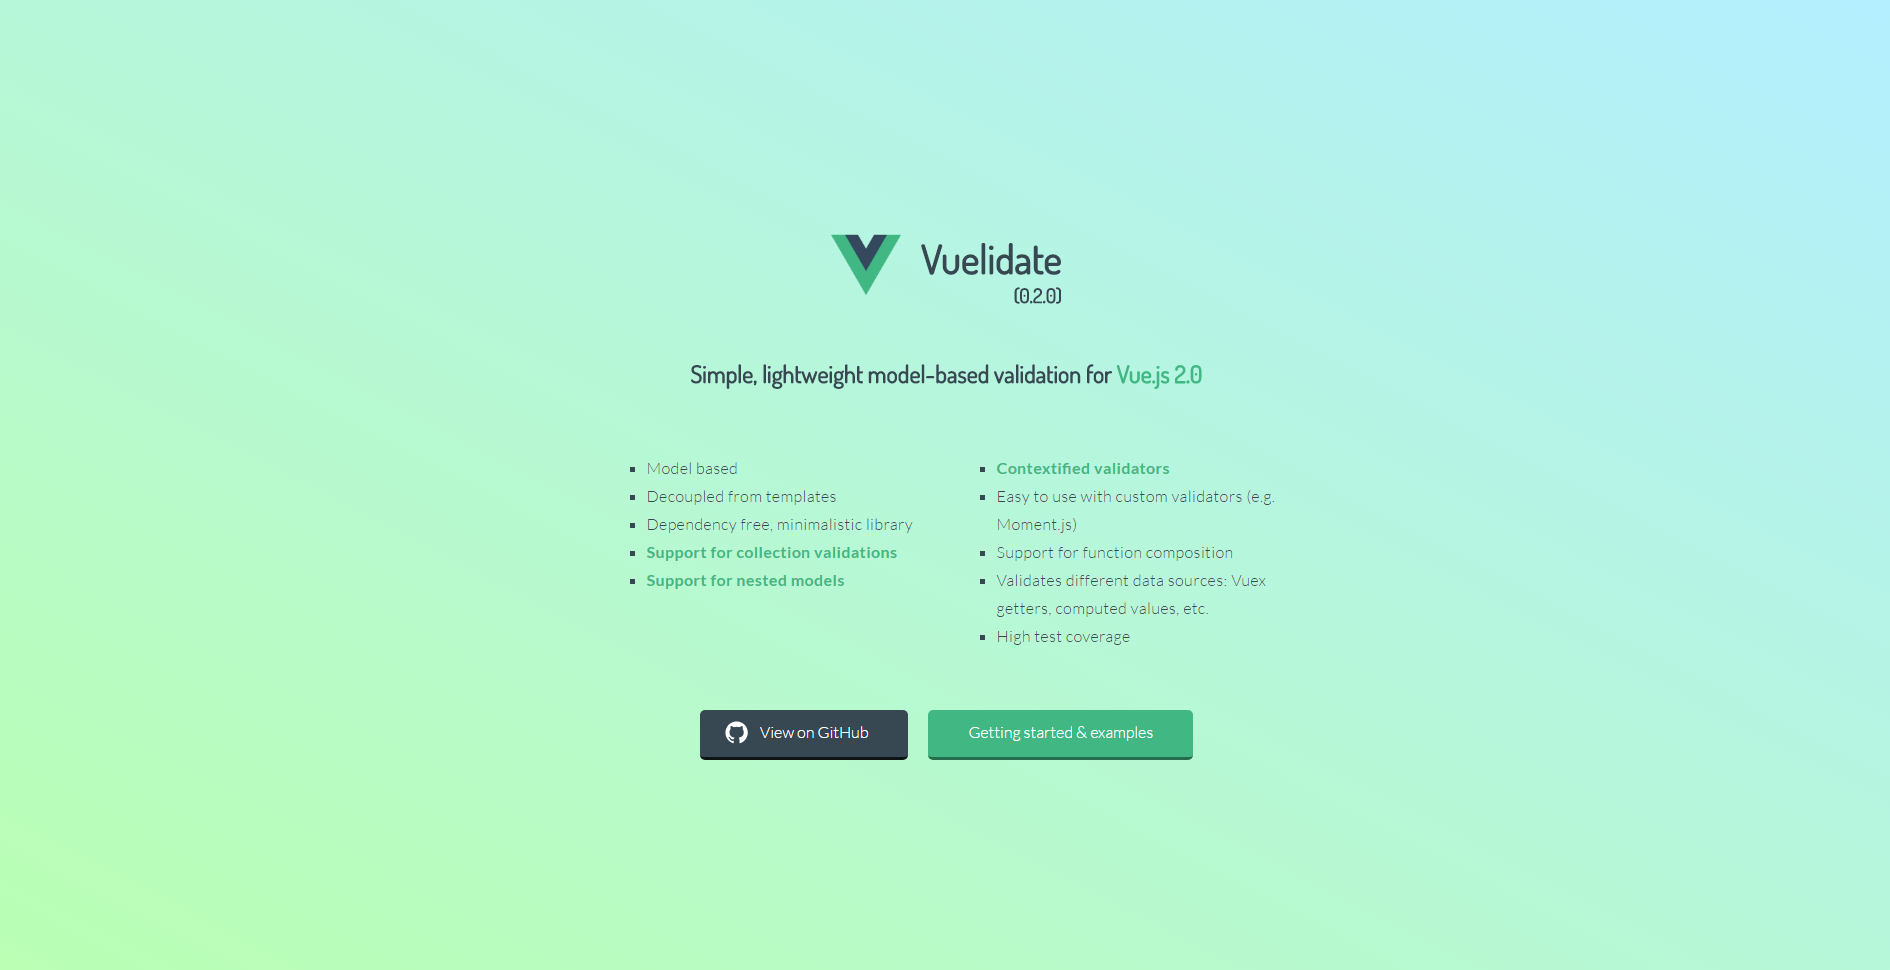 Vuelidate
(0.2.0)
Simple, lightweight model-based validation for Vue.js 2.0
Model based
Decoupled from templates
Dependency free, minimalistic library
Support for collection validations
Support for nested models
Contextified validators
Easy to use with custom validators (e.g.
Moment.js)
Support for function composition
Validates different data sources: Vuex
getters, computed values, etc.
High test coverage
View on GitHub
Getting started & examples